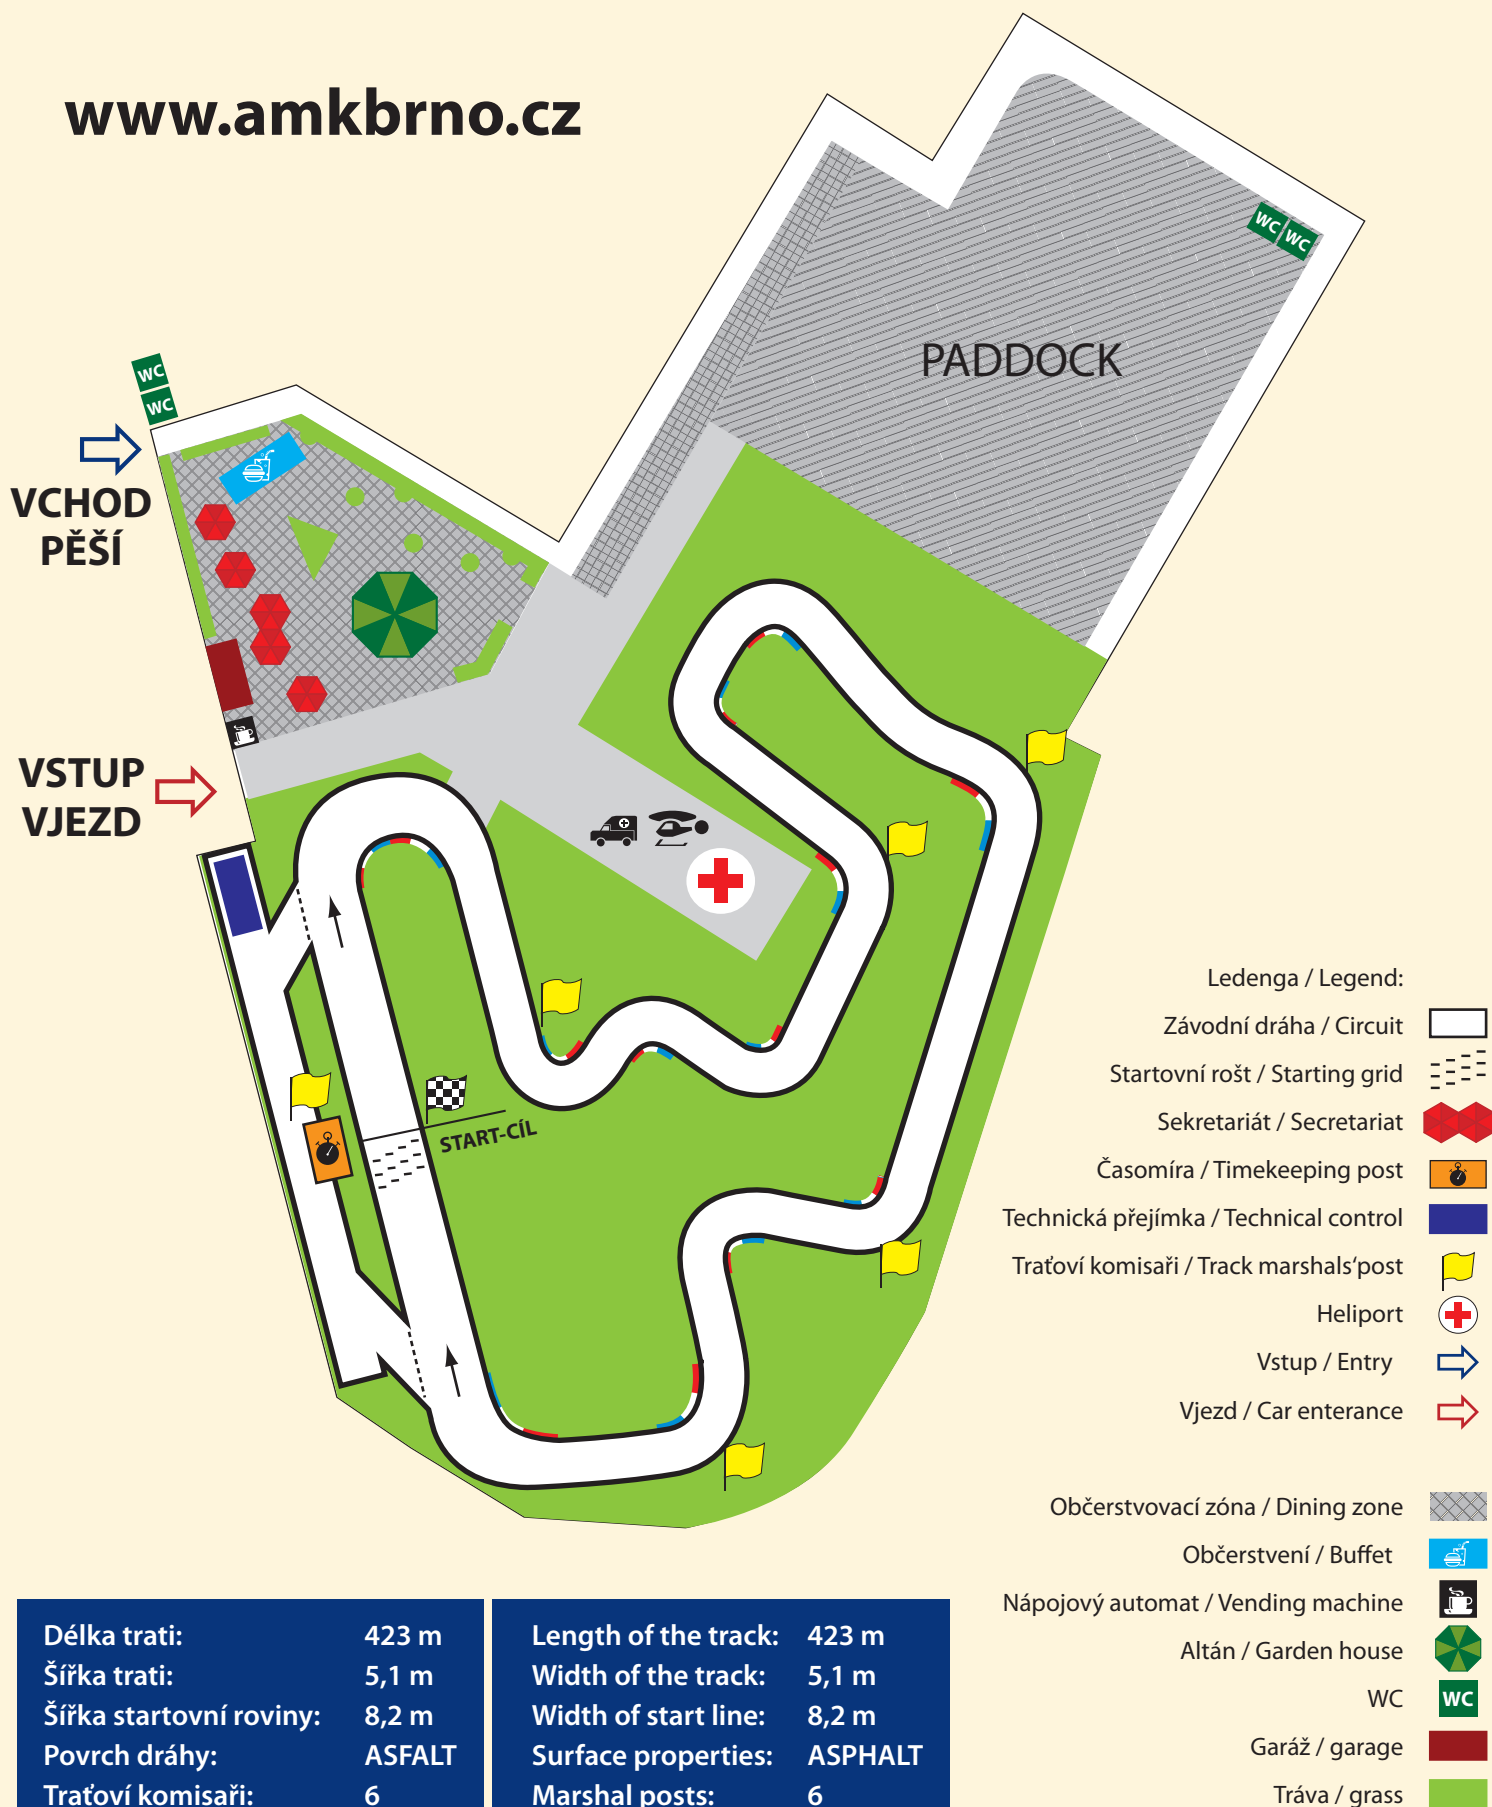 www.amkbrno.cz
WC
WC
PADDOCK
WC
WC
VCHOD
PĚŠÍ
VSTUP
VJEZD
START-CÍL
Ledenga / Legend:
Závodní dráha / Circuit
Startovní rošt / Starting grid
Sekretariát / Secretariat
Časomíra / Timekeeping post
Technická přejímka / Technical control
Traťoví komisaři / Track marshals‘post
Heliport
Vstup / Entry
Vjezd / Car enterance
Občerstvovací zóna / Dining zone
Občerstvení / Buffet
Nápojový automat / Vending machine
Altán / Garden house
WC WC
Garáž / garage
Tráva / grass
Délka trati: 423 m
Šířka trati: 5,1 m
Šířka startovní roviny: 8,2 m
Povrch dráhy: ASFALT
Traťoví komisaři: 6
Length of the track: 423 m
Width of the track: 5,1 m
Width of start line: 8,2 m
Surface properties: ASPHALT
Marshal posts: 6